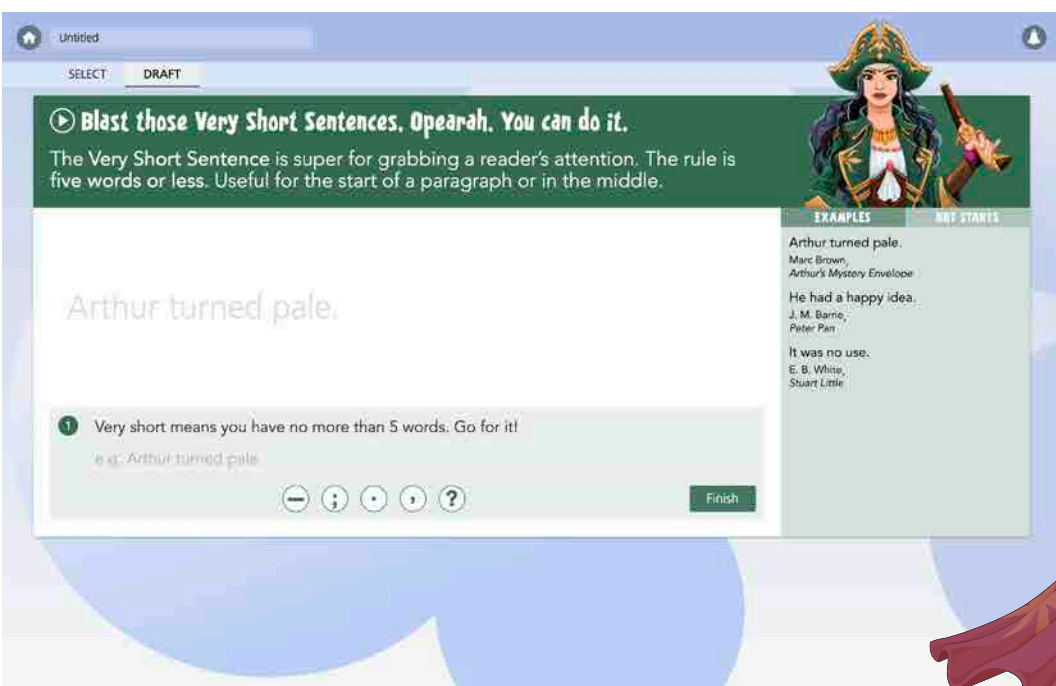 Untitled
SELECT DRAFT
Blast those Very Short Sentences, Opearah. You can do it.
The Very Short Sentence is super for grabbing a reader's attention. The rule is
five words or less. Useful for the start of a paragraph or in the middle.
Arthur turned pale.
1 Very short means you have no more than 5 words. Go for it!
e.g. Arthur turned pale
— ; . , ?
Finish
EXAMPLES HOT STARTS
Arthur turned pale.
Marc Brown,
Arthur's Mystery Envelope
He had a happy idea.
J. M. Barrie,
Peter Pan
It was no use.
E. B. White,
Stuart Little